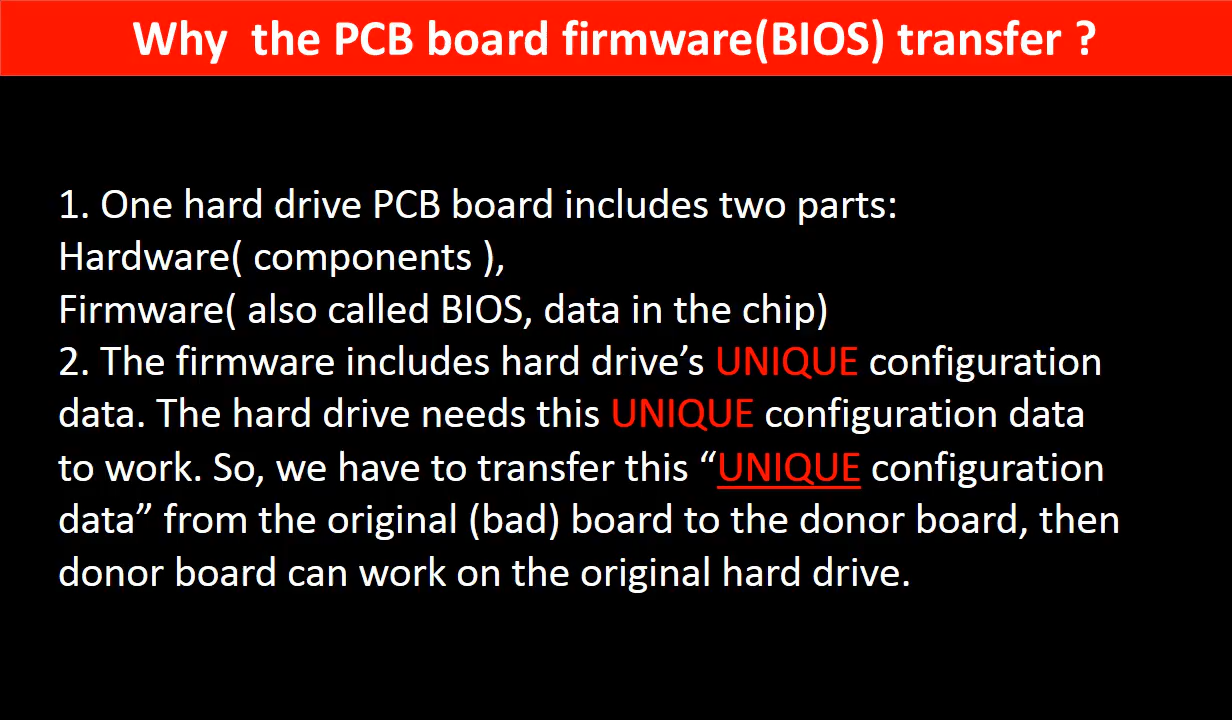 Why  the PCB board firmware(BIOS) transfer ?
1. One hard drive PCB board includes two parts:
Hardware( components ),
Firmware( also called BIOS, data in the chip)
2. The firmware includes hard drive’s UNIQUE configuration
data. The hard drive needs this UNIQUE configuration data
to work. So, we have to transfer this “UNIQUE configuration
data” from the original (bad) board to the donor board, then
donor board can work on the original hard drive.